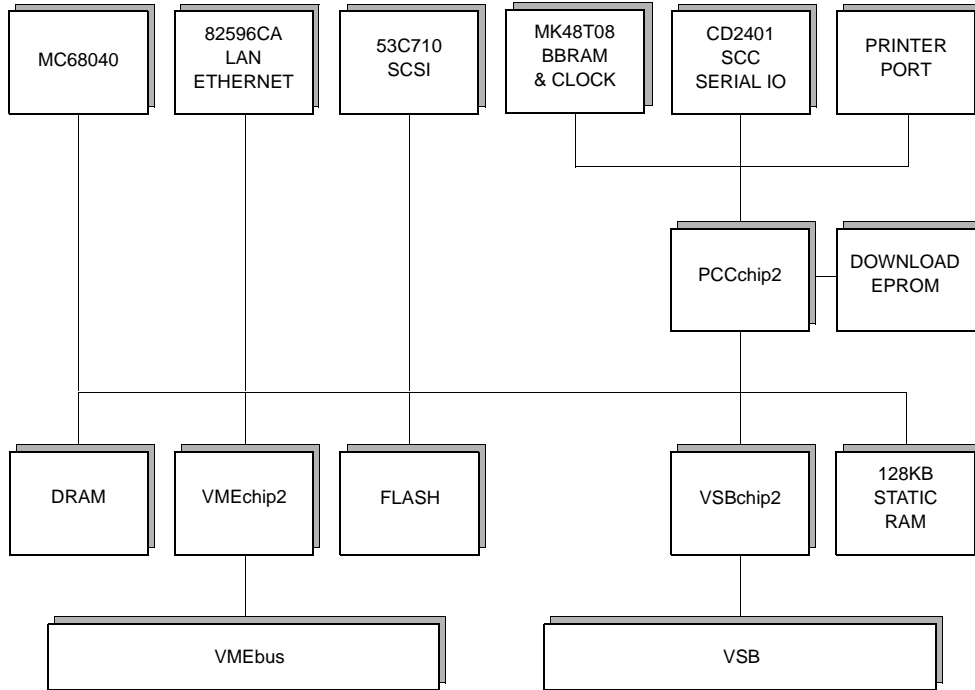 MC68040
82596CA
LAN
ETHERNET
53C710
SCSI
MK48T08
BBRAM
& CLOCK
CD2401
SCC
SERIAL IO
PRINTER
PORT
PCCchip2
DOWNLOAD
EPROM
DRAM
VMEchip2
FLASH
VSBchip2
128KB
STATIC
RAM
VMEbus
VSB